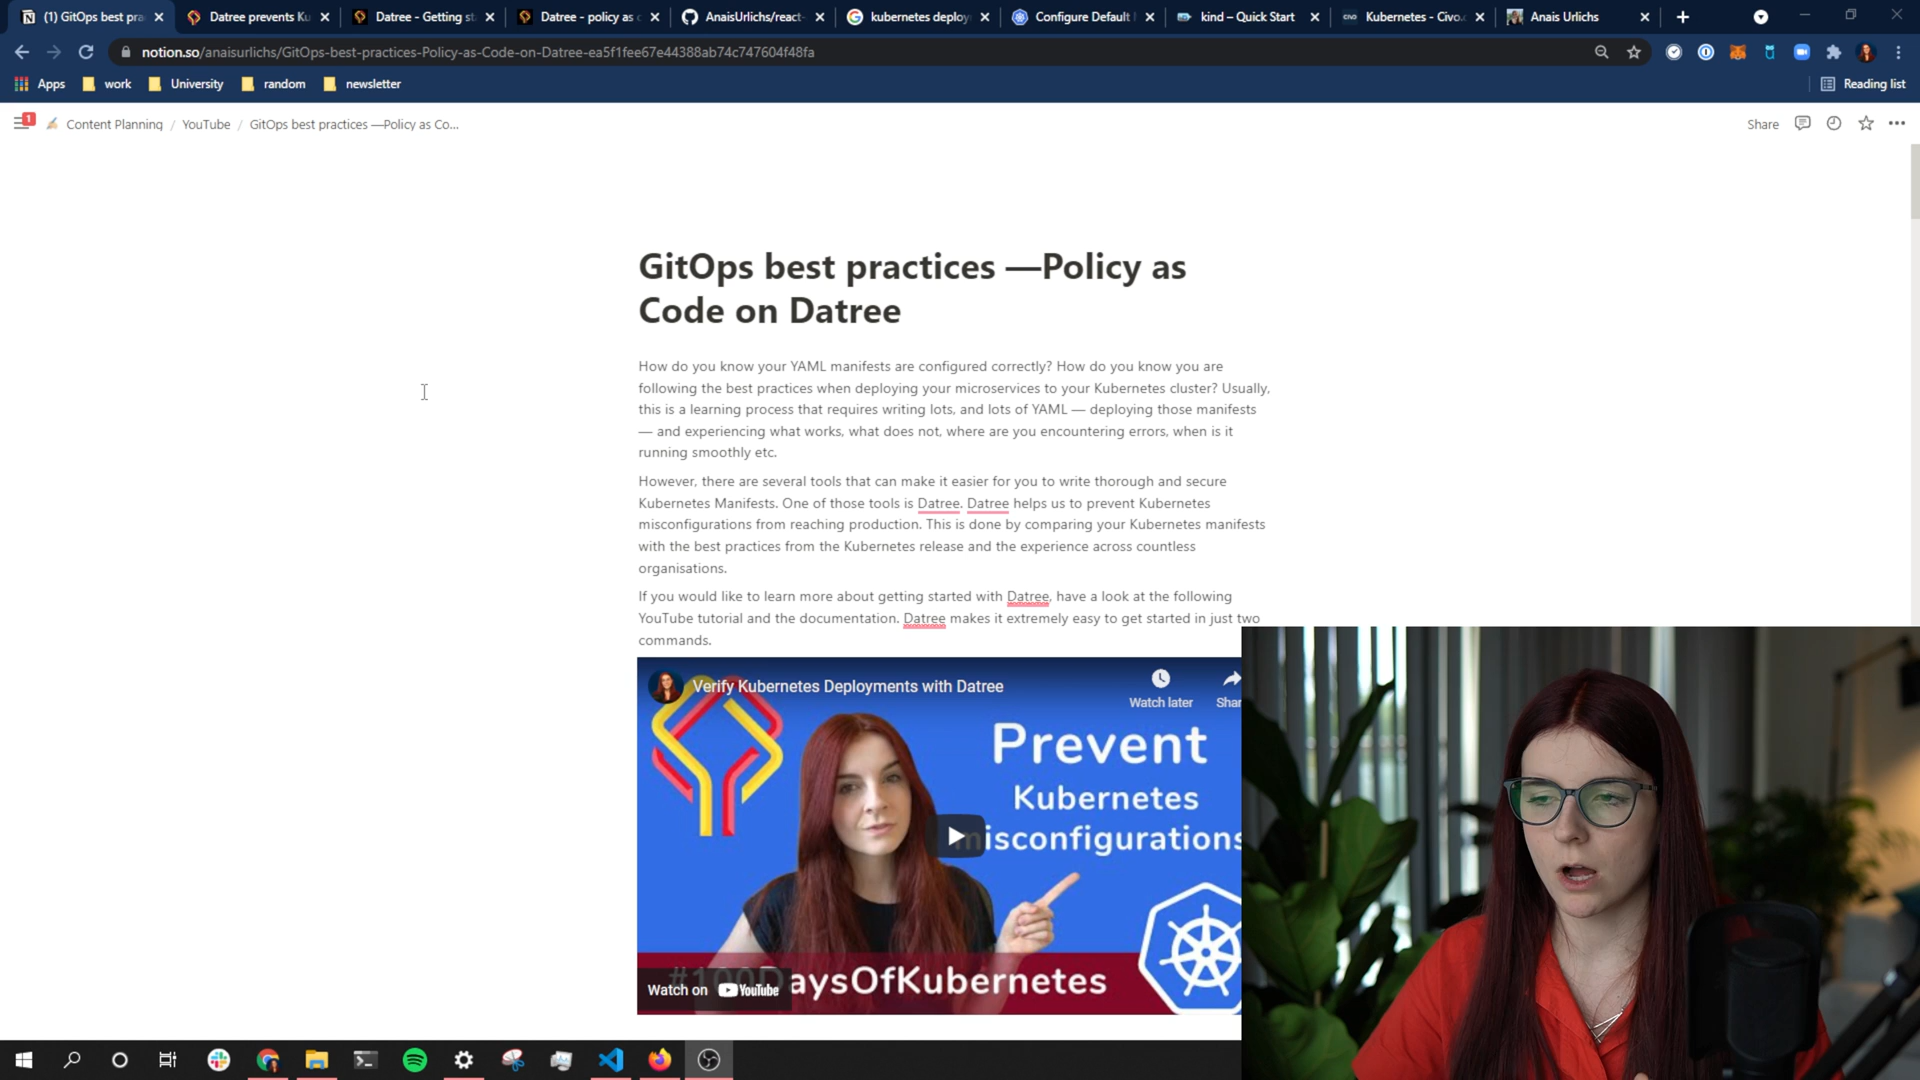 (1) GitOps best pra
Datree prevents Ku
Datree - Getting st
Datree - policy as c
AnaisUrlichs/react-
kubernetes deploy
Configure Default
kind – Quick Start
Kubernetes - Civo.c
Anais Urlichs
notion.so/anaisurlichs/GitOps-best-practices-Policy-as-Code-on-Datree-ea5f1fee67e44388ab74c747604f48fa
Apps
work
University
random
newsletter
Reading list
1
Content Planning / YouTube / GitOps best practices —Policy as Co...
Share
GitOps best practices —Policy as
Code on Datree
How do you know your YAML manifests are configured correctly? How do you know you are
following the best practices when deploying your microservices to your Kubernetes cluster? Usually,
this is a learning process that requires writing lots, and lots of YAML — deploying those manifests
— and experiencing what works, what does not, where are you encountering errors, when is it
running smoothly etc.
However, there are several tools that can make it easier for you to write thorough and secure
Kubernetes Manifests. One of those tools is Datree. Datree helps us to prevent Kubernetes
misconfigurations from reaching production. This is done by comparing your Kubernetes manifests
with the best practices from the Kubernetes release and the experience across countless
organisations.
If you would like to learn more about getting started with Datree, have a look at the following
YouTube tutorial and the documentation. Datree makes it extremely easy to get started in just two
commands.
Verify Kubernetes Deployments with Datree
Watch later
Shar
Prevent
Kubernetes
misconfigurations
#100DaysOfKubernetes
Watch on YouTube